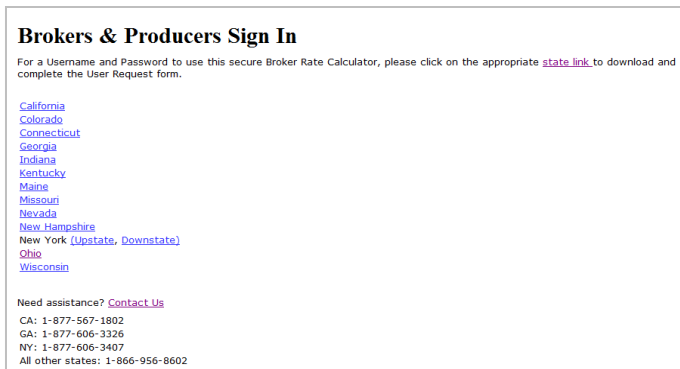 Brokers & Producers Sign In
For a Username and Password to use this secure Broker Rate Calculator, please click on the appropriate state link to download and
complete the User Request form.
California
Colorado
Connecticut
Georgia
Indiana
Kentucky
Maine
Missouri
Nevada
New Hampshire
New York (Upstate, Downstate)
Ohio
Wisconsin
Need assistance? Contact Us
CA: 1-877-567-1802
GA: 1-877-606-3326
NY: 1-877-606-3407
All other states: 1-866-956-8602